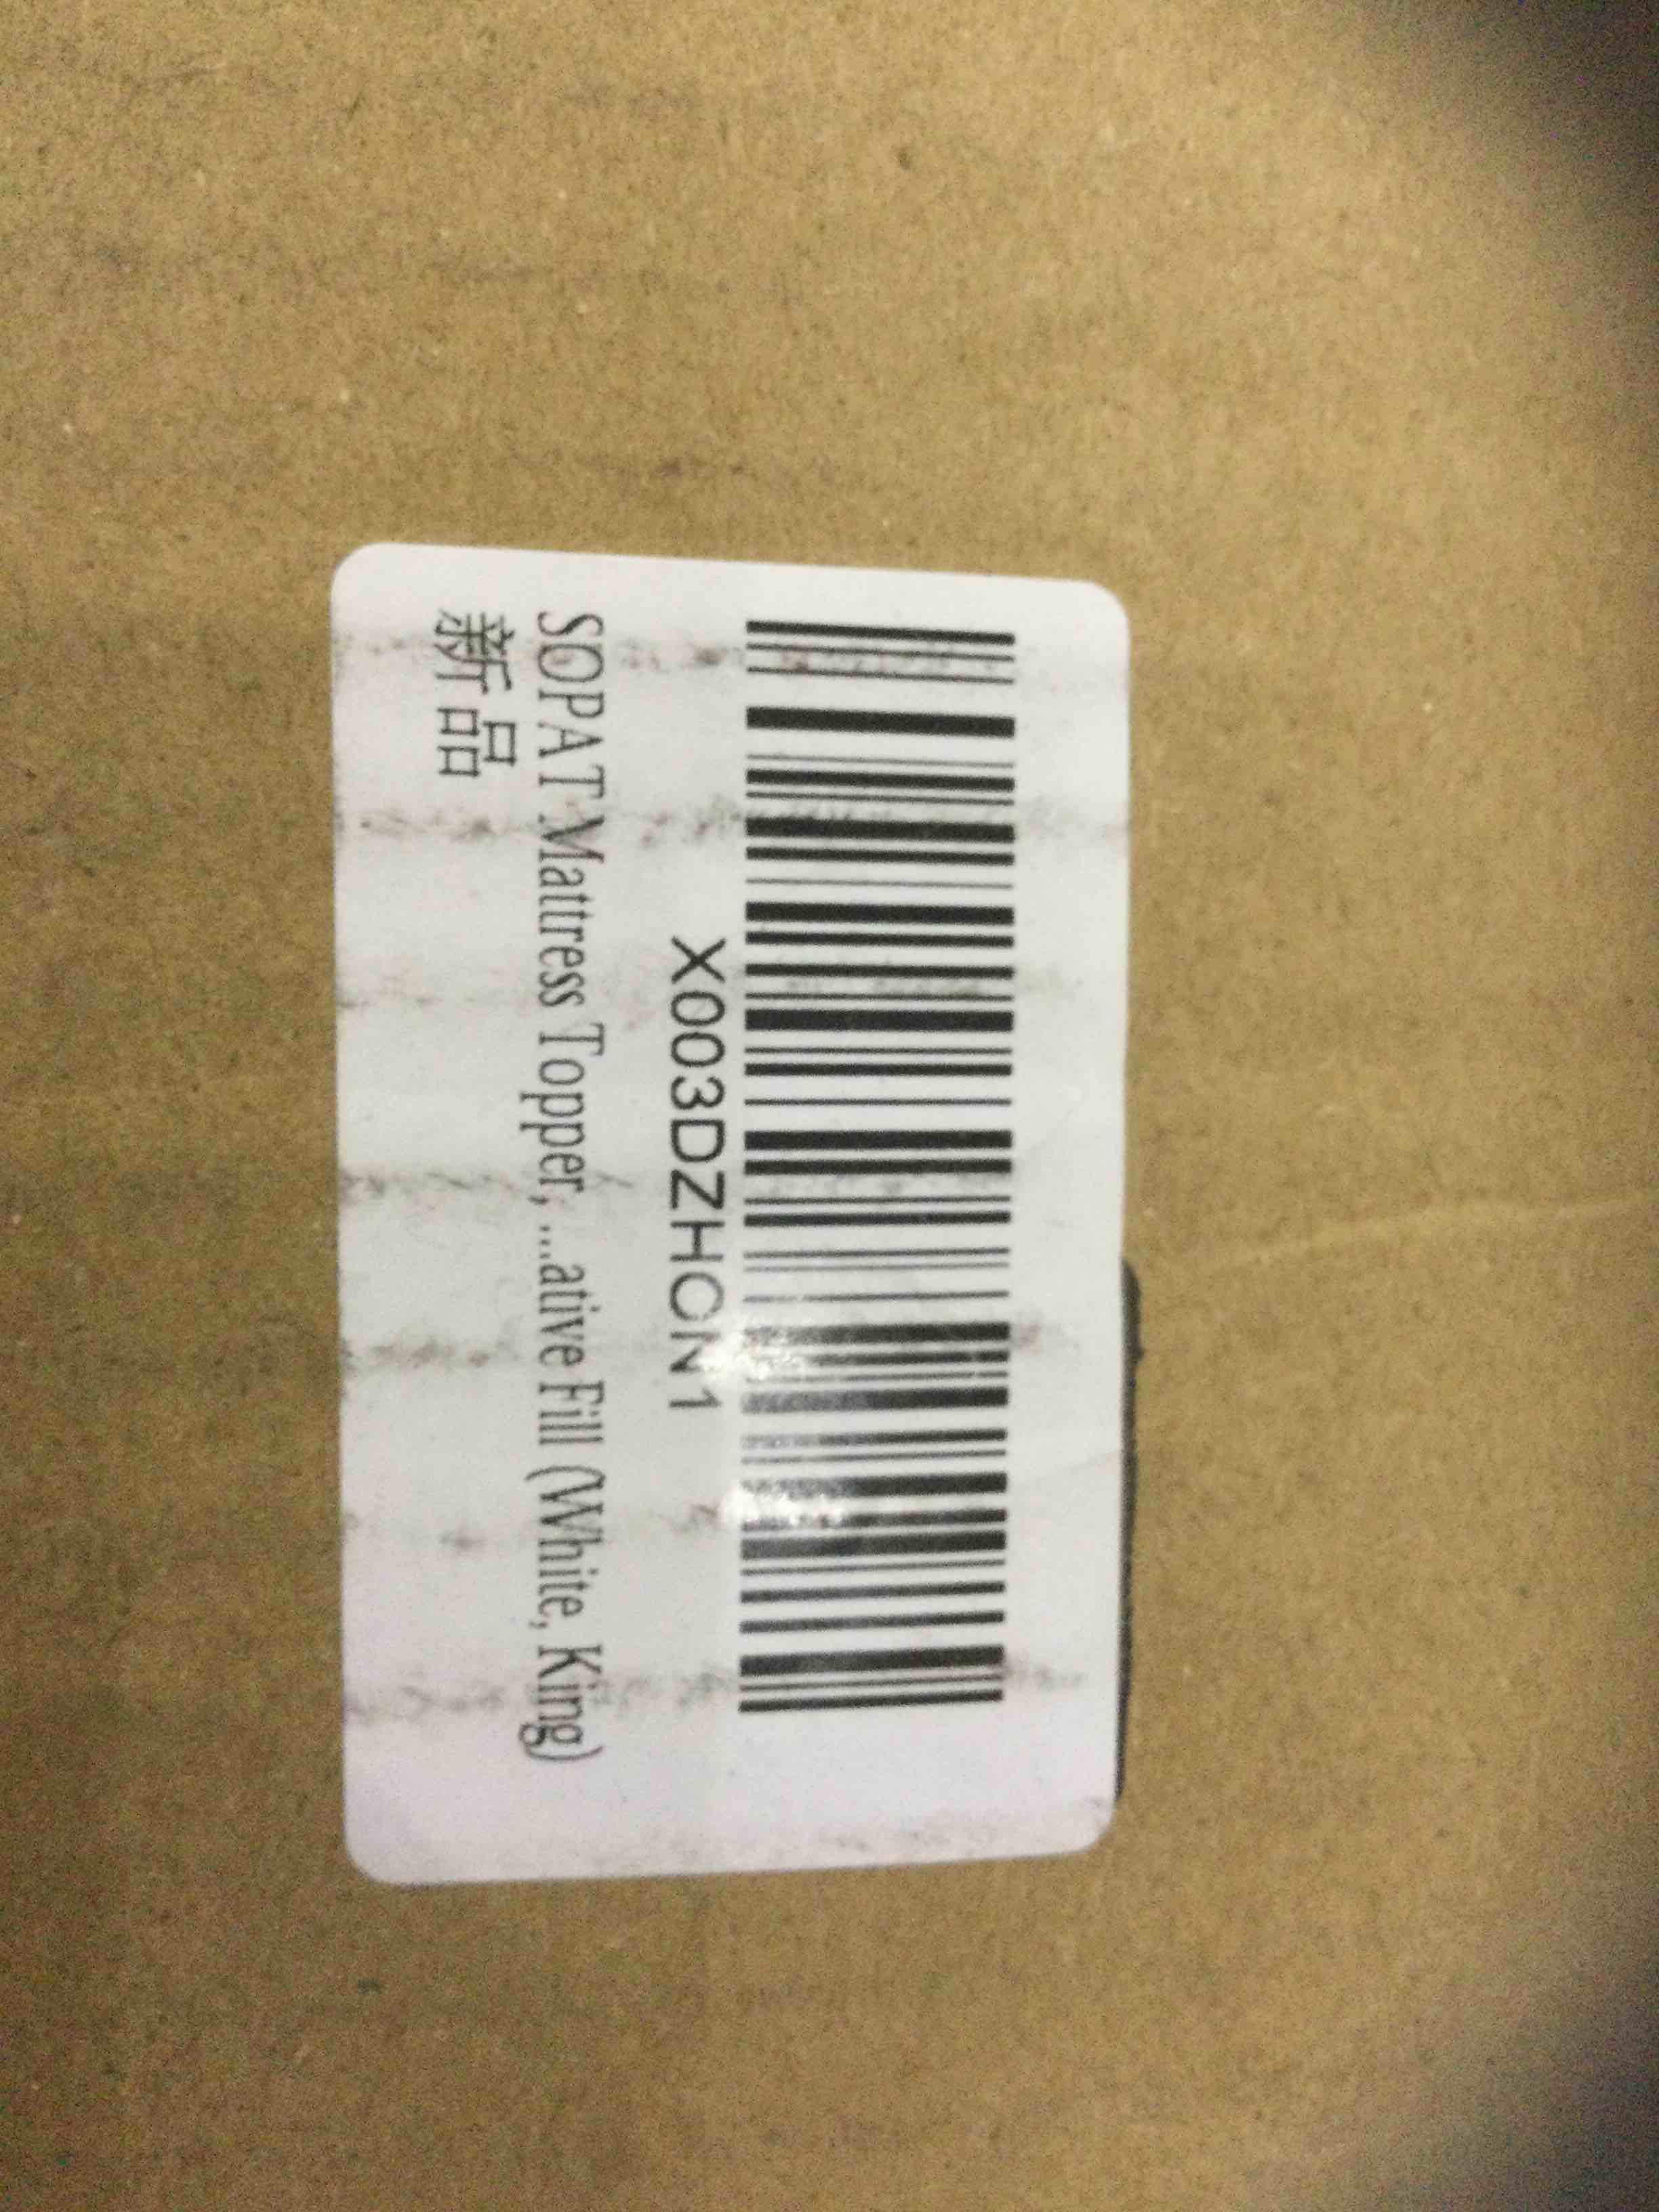 X003DZHON1
SOPAT Mattress Topper, ...ative Fill (White, King)
新品